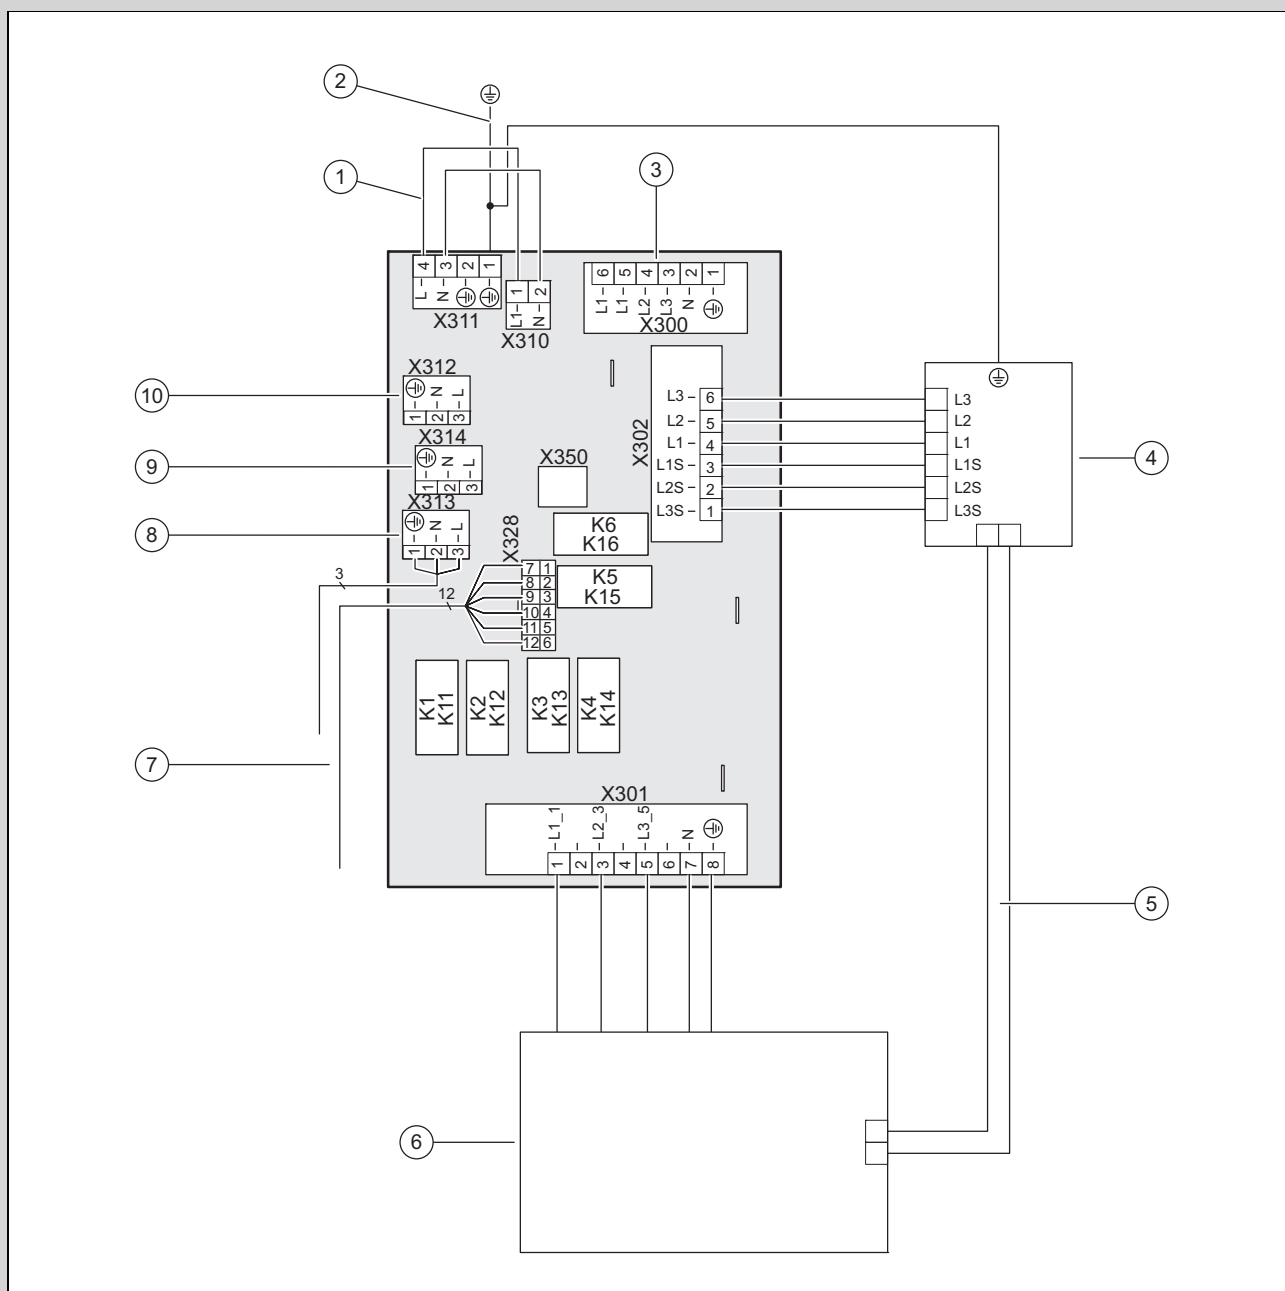 2
1
3
4 3 2 1
L N
X311
1 2
L1 N
X310
6 5 4 3 2 1
L1 L1 L2 L3 N
X300
X312
N L
1 2 3
10
X314
N L
1 2 3
9
X313
N L
1 2 3
8
X350
X302
L3 6
L2 5
L1 4
L1S 3
L2S 2
L3S 1
L3
L2
L1
L1S
L2S
L3S
4
K6
K16
K5
K15
X328
7 1
8 2
9 3
10 4
11 5
12 6
3
12
K1
K11
K2
K12
K3
K13
K4
K14
7
X301
L1_1 L2_3 L3_5 N
1 2 3 4 5 6 7 8
5
6